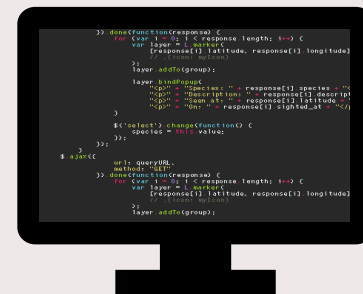 }).done(function(response) {
for (var i = 0; i < response.length; i++) {
var layer = L.marker(
[response[i].latitude, response[i].longitude]
// ,{icon: myIcon}
);
layer.addTo(group);
layer.bindPopup(
"<p>" + "Species: " + response[i].species + "<
"<p>" + "Description: " + response[i].descript
"<p>" + "Seen at: " + response[i].latitude + "
"<p>" + "On: " + response[i].sighted_at + "</p
}
$('select').change(function() {
species = this.value;
});
});
}
$.ajax({
url: queryURL,
method: "GET"
}).done(function(response) {
for (var i = 0; i < response.length; i++) {
var layer = L.marker(
[response[i].latitude, response[i].longitude]
// ,{icon: myIcon}
);
layer.addTo(group);